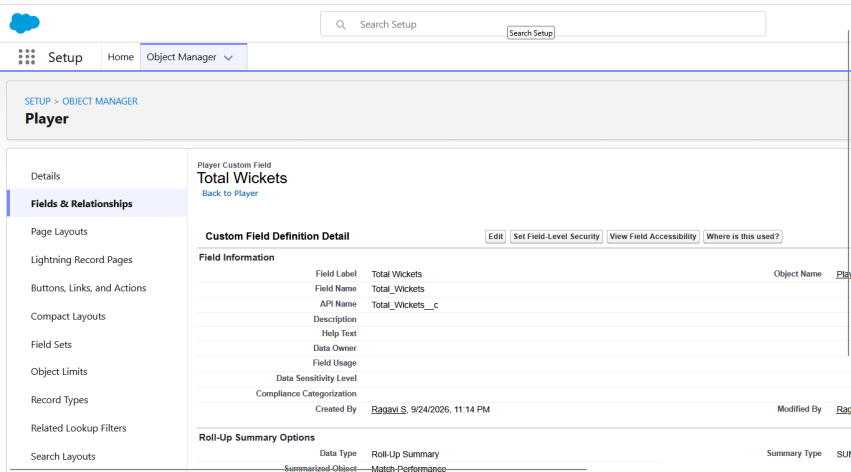 Search Setup
Search Setup
Setup Home Object Manager
SETUP > OBJECT MANAGER
Player
Details
Fields & Relationships
Page Layouts
Lightning Record Pages
Buttons, Links, and Actions
Compact Layouts
Field Sets
Object Limits
Record Types
Related Lookup Filters
Search Layouts
Player Custom Field
Total Wickets
Back to Player
Custom Field Definition Detail Edit Set Field-Level Security View Field Accessibility Where is this used?
Field Information
Field Label Total Wickets Object Name
Field Name Total_Wickets
API Name Total_Wickets__c
Description
Help Text
Data Owner
Field Usage
Data Sensitivity Level
Compliance Categorization
Created By Ragavi S, 9/24/2026, 11:14 PM Modified By
Roll-Up Summary Options
Data Type Roll-Up Summary Summary Type
Summarized Object Match Performance